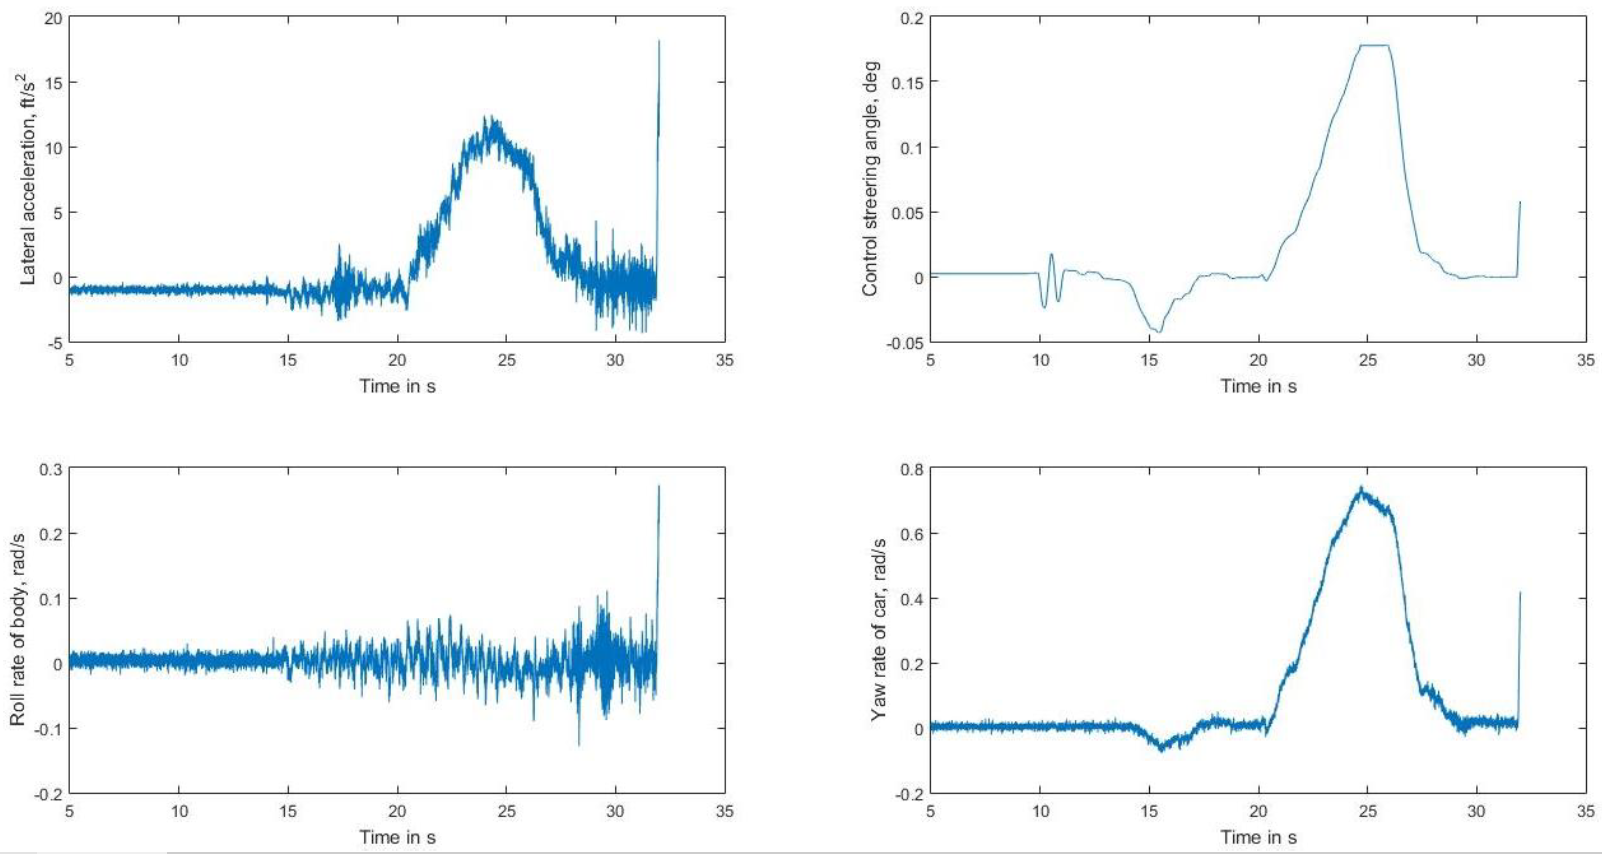 20
15
10
5
0
-5
Lateral acceleration, ft/s²
5 10 15 20 25 30 35
Time in s
0.2
0.15
0.1
0.05
0
-0.05
Control streering angle, deg
5 10 15 20 25 30 35
Time in s
0.3
0.2
0.1
0
-0.1
-0.2
Roll rate of body, rad/s
5 10 15 20 25 30 35
Time in s
0.8
0.6
0.4
0.2
0
-0.2
Yaw rate of car, rad/s
5 10 15 20 25 30 35
Time in s